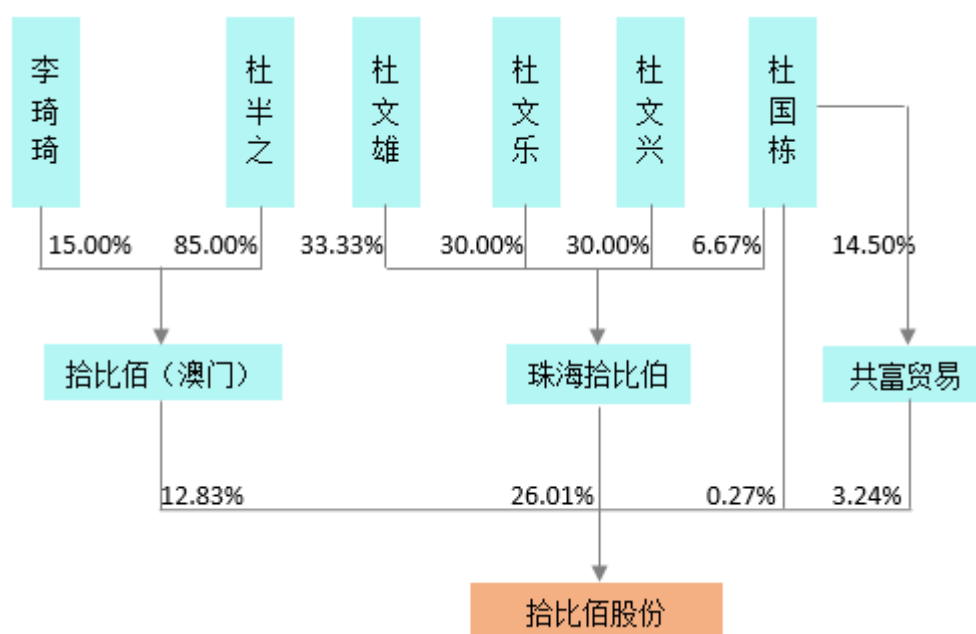 李琦琦
杜半之
杜文雄
杜文乐
杜文兴
杜国栋
15.00%
85.00%
33.33%
30.00%
30.00%
6.67%
14.50%
拾比佰（澳门）
珠海拾比伯
共富贸易
12.83%
26.01%
0.27%
3.24%
拾比佰股份